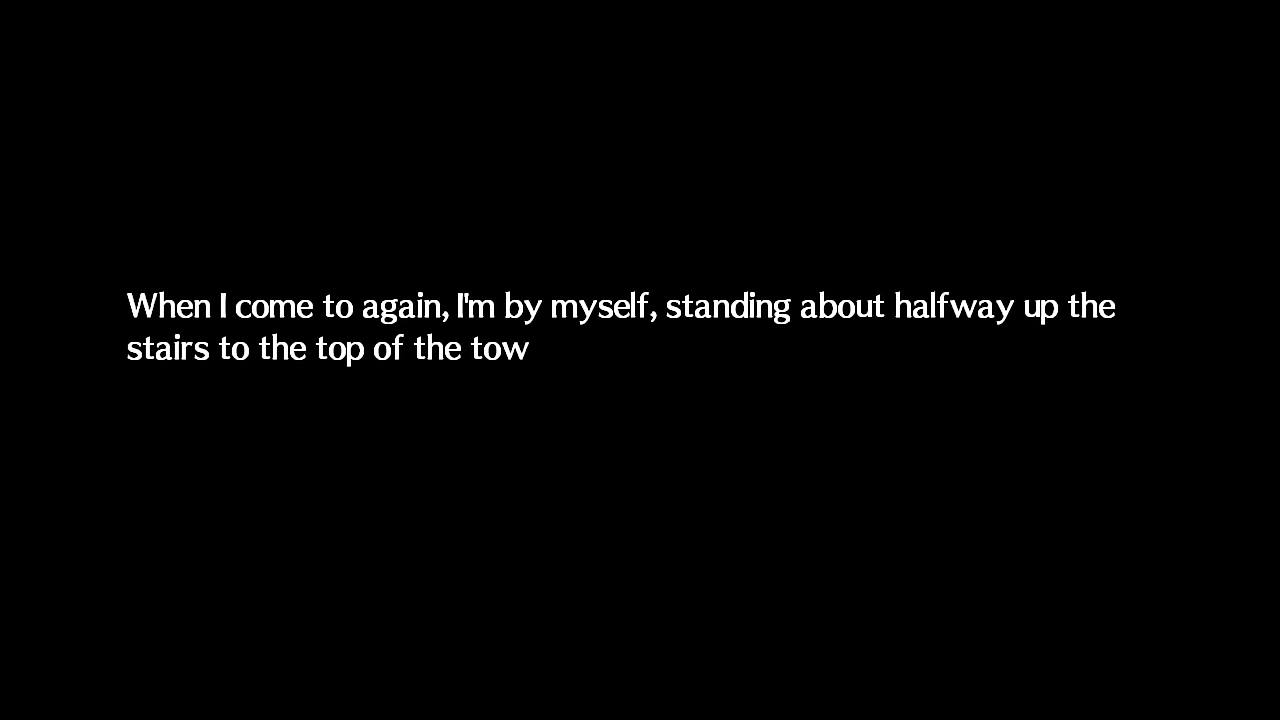 When I come to again, I'm by myself, standing about halfway up the
stairs to the top of the tow